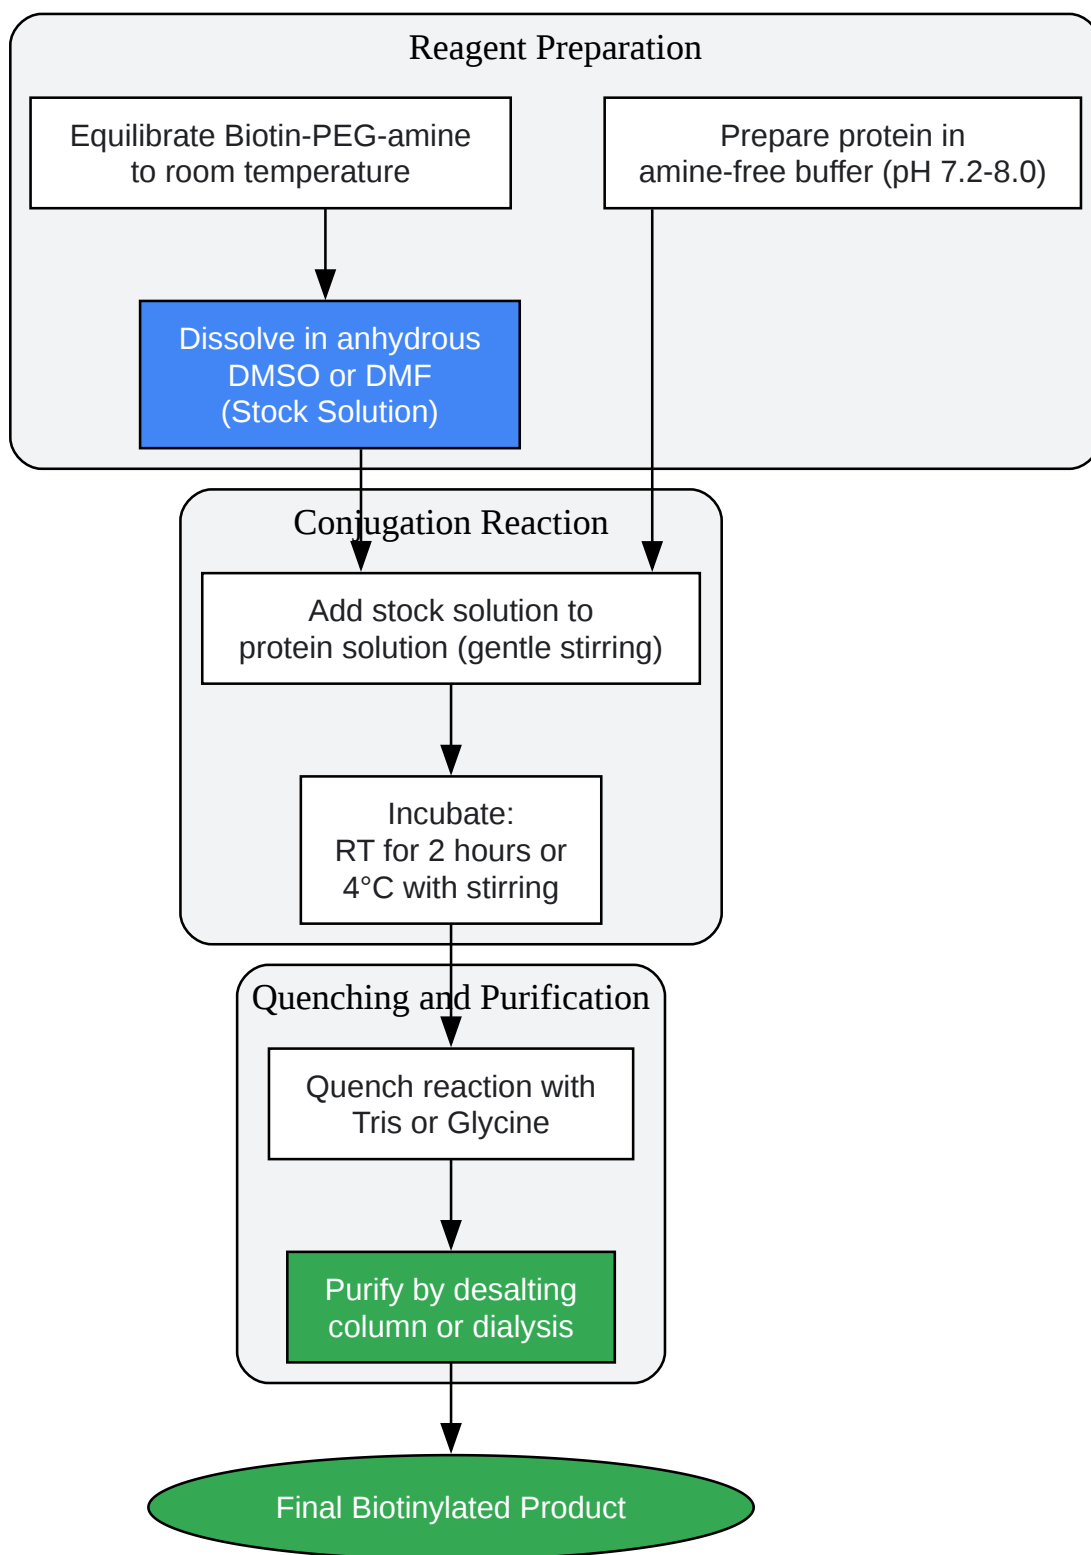 Reagent Preparation
Equilibrate Biotin-PEG-amine
to room temperature
Prepare protein in
amine-free buffer (pH 7.2-8.0)
Dissolve in anhydrous
DMSO or DMF
(Stock Solution)
Conjugation Reaction
Add stock solution to
protein solution (gentle stirring)
Incubate:
RT for 2 hours or
4°C with stirring
Quenching and Purification
Quench reaction with
Tris or Glycine
Purify by desalting
column or dialysis
Final Biotinylated Product